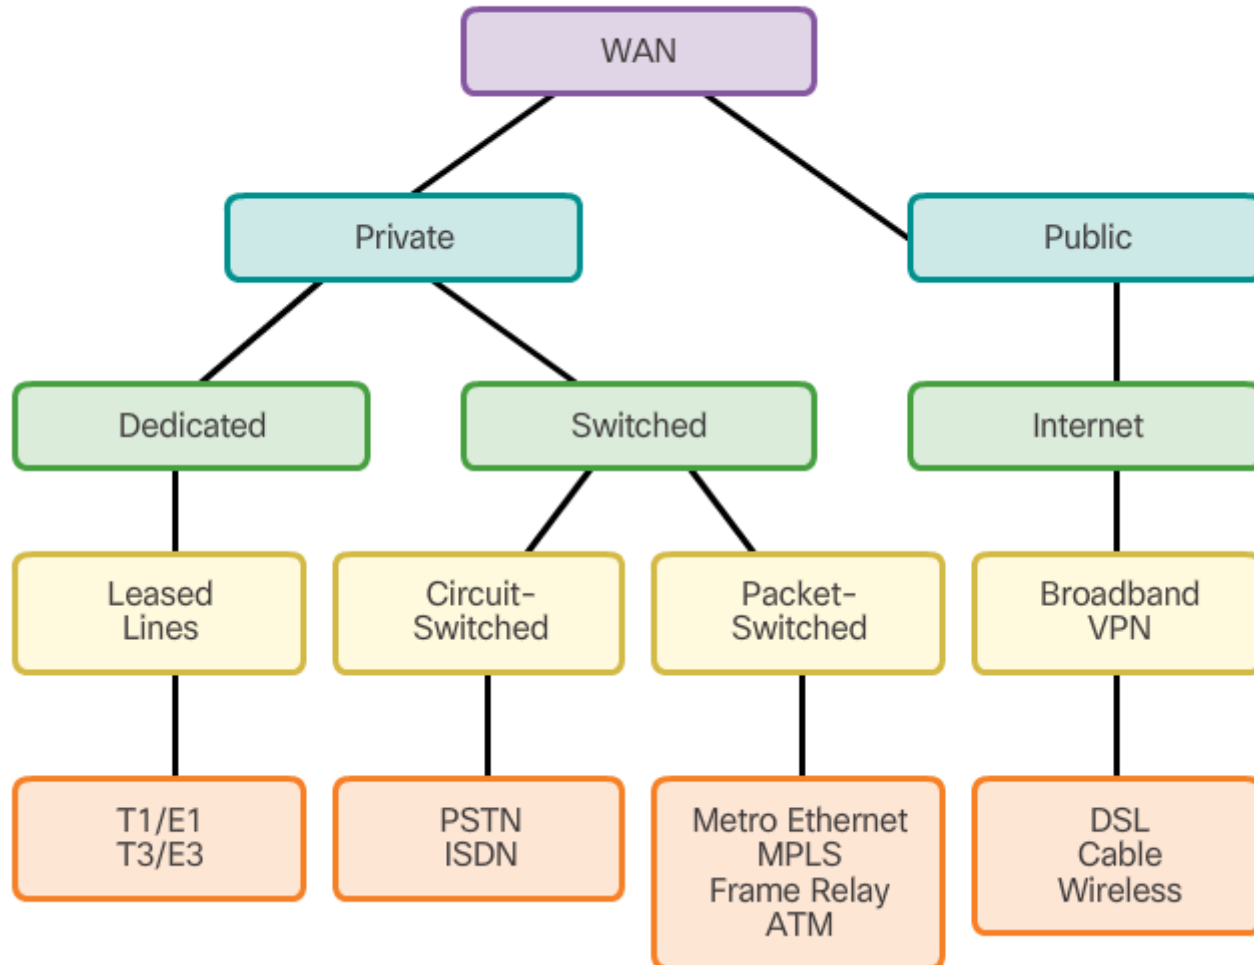 WAN
Private
Public
Dedicated
Switched
Internet
Leased
Lines
Circuit-
Switched
Packet-
Switched
Broadband
VPN
T1/E1
T3/E3
PSTN
ISDN
Metro Ethernet
MPLS
Frame Relay
ATM
DSL
Cable
Wireless